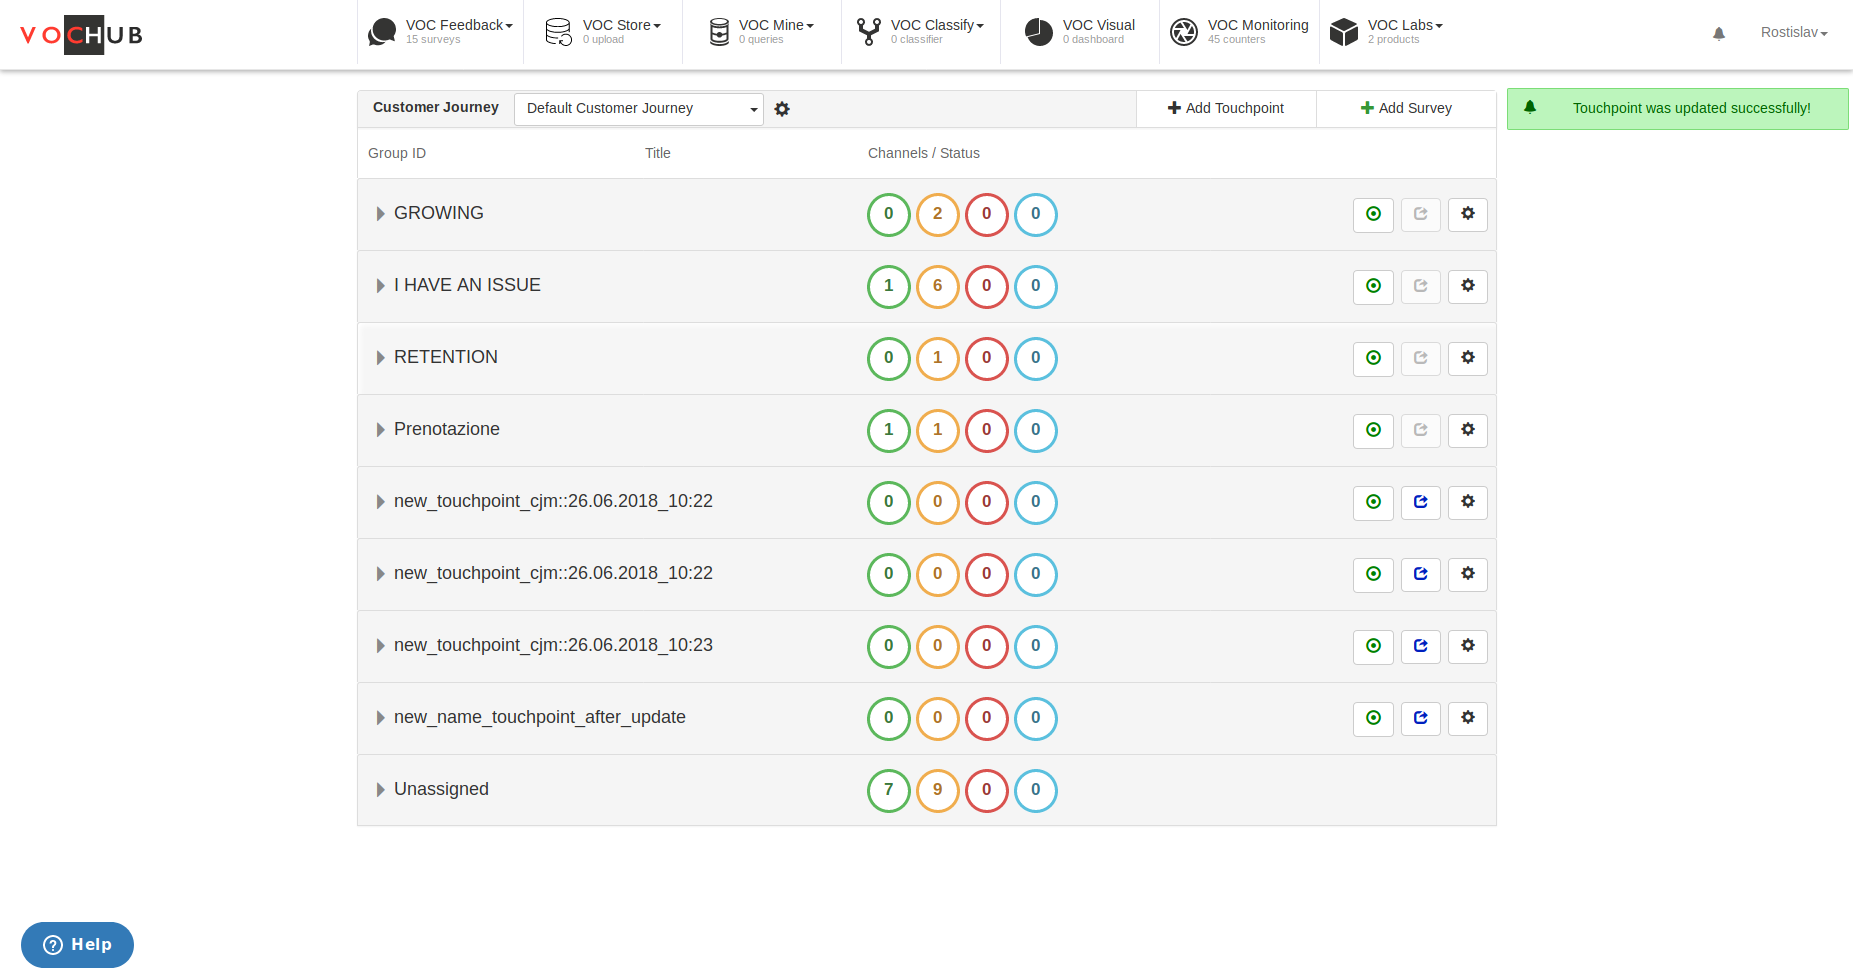 VOCHUB
VOC Feedback
15 surveys
VOC Store
0 upload
VOC Mine
0 queries
VOC Classify
0 classifier
VOC Visual
0 dashboard
VOC Monitoring
45 counters
VOC Labs
2 products
Rostislav
Customer Journey
Default Customer Journey
Add Touchpoint
Add Survey
Touchpoint was updated successfully!
Group ID Title Channels / Status
GROWING 0 2 0 0
I HAVE AN ISSUE 1 6 0 0
RETENTION 0 1 0 0
Prenotazione 1 1 0 0
new_touchpoint_cjm::26.06.2018_10:22 0 0 0 0
new_touchpoint_cjm::26.06.2018_10:22 0 0 0 0
new_touchpoint_cjm::26.06.2018_10:23 0 0 0 0
new_name_touchpoint_after_update 0 0 0 0
Unassigned 7 9 0 0
Help